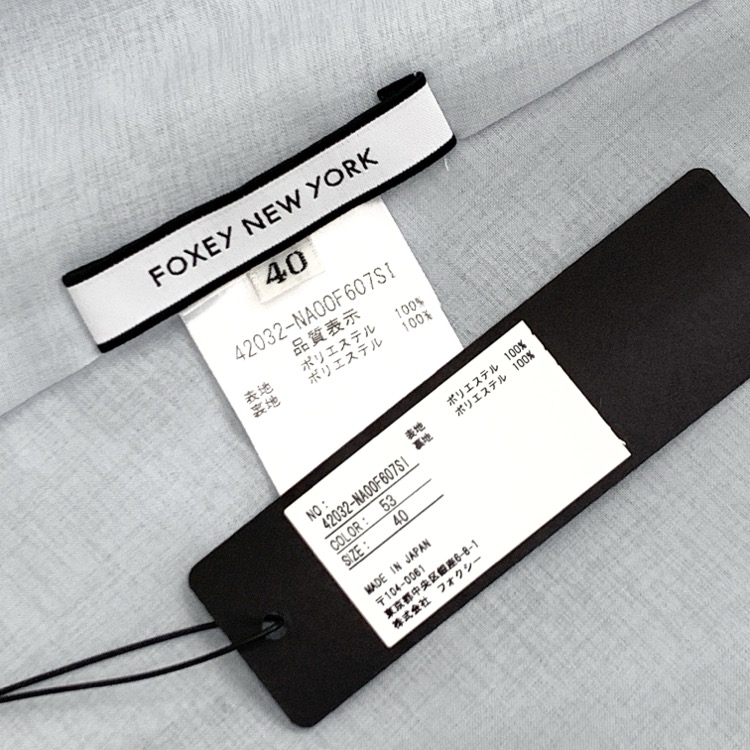 FOXEY NEW YORK
40
42032-NA00F607SI
品質表示
表地 ポリエステル 100%
裏地 ポリエステル 100%
表地 ポリエステル 100%
裏地 ポリエステル 100%
NO:
42032-NA00F607SI
COLOR: 53
SIZE: 40
MADE IN JAPAN
〒104-0061
東京都中央区銀座6-8-1
株式会社 フォクシー